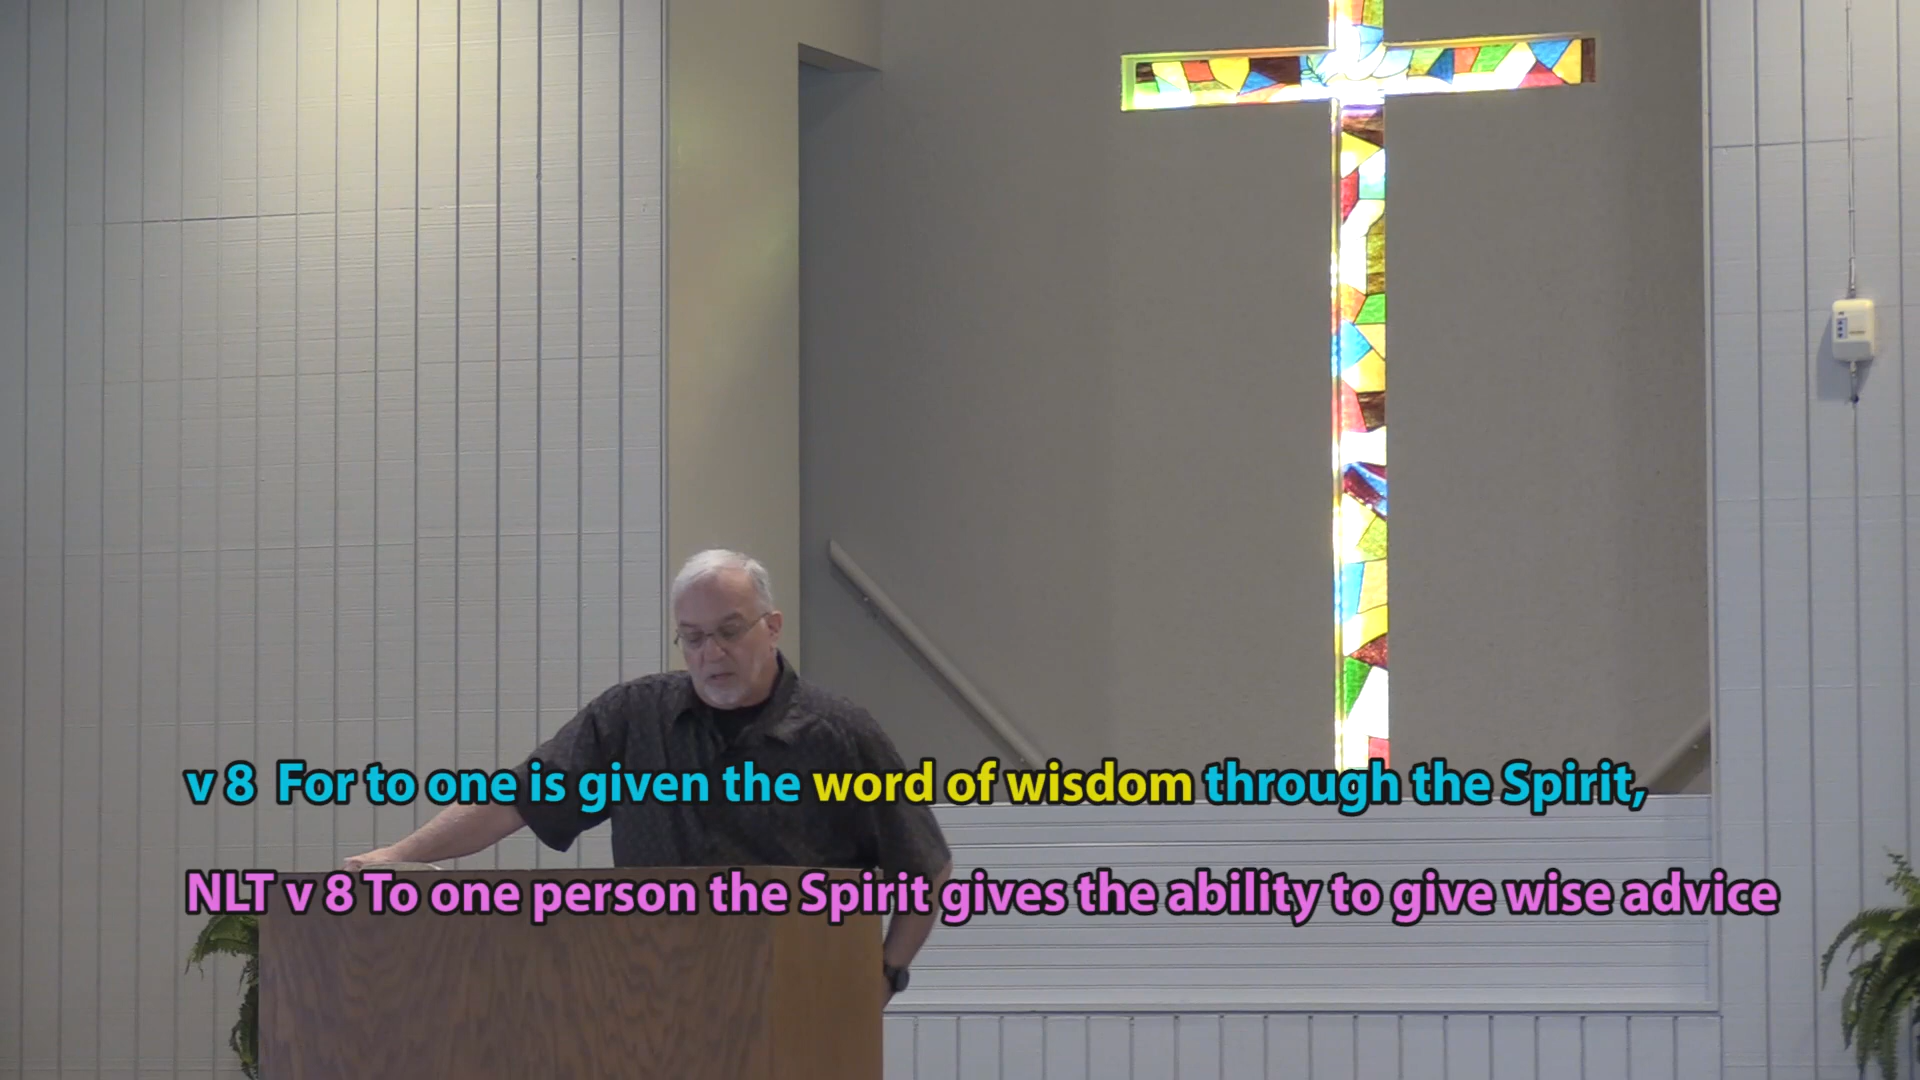 v 8 For to one is given the word of wisdom through the Spirit,
NLT v 8 To one person the Spirit gives the ability to give wise advice